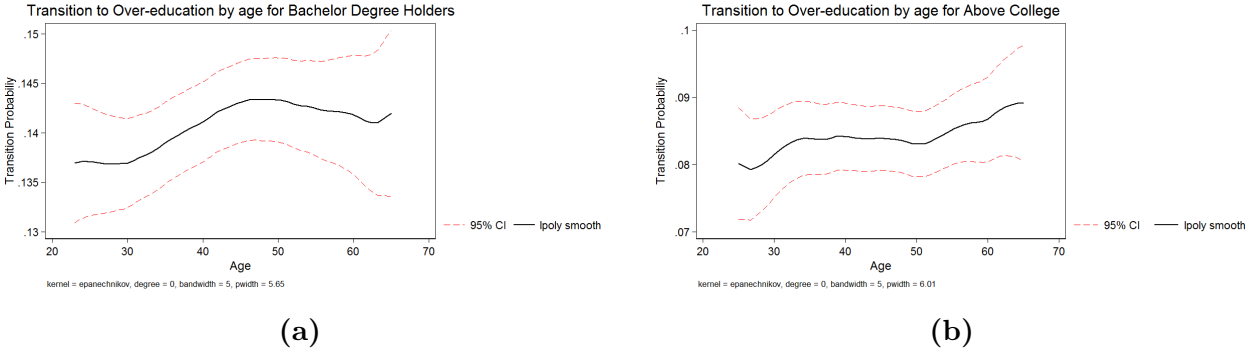 Transition to Over-education by age for Bachelor Degree Holders
.15
.145
.14
.135
.13
Transition Probabiliy
20 30 40 50 60 70
Age
95% CI lpoly smooth
kernel = epanechnikov, degree = 0, bandwidth = 5, pwidth = 5.65
(a)
Transition to Over-education by age for Above College
.1
.09
.08
.07
Transition Probabiliy
20 30 40 50 60 70
Age
95% CI lpoly smooth
kernel = epanechnikov, degree = 0, bandwidth = 5, pwidth = 6.01
(b)